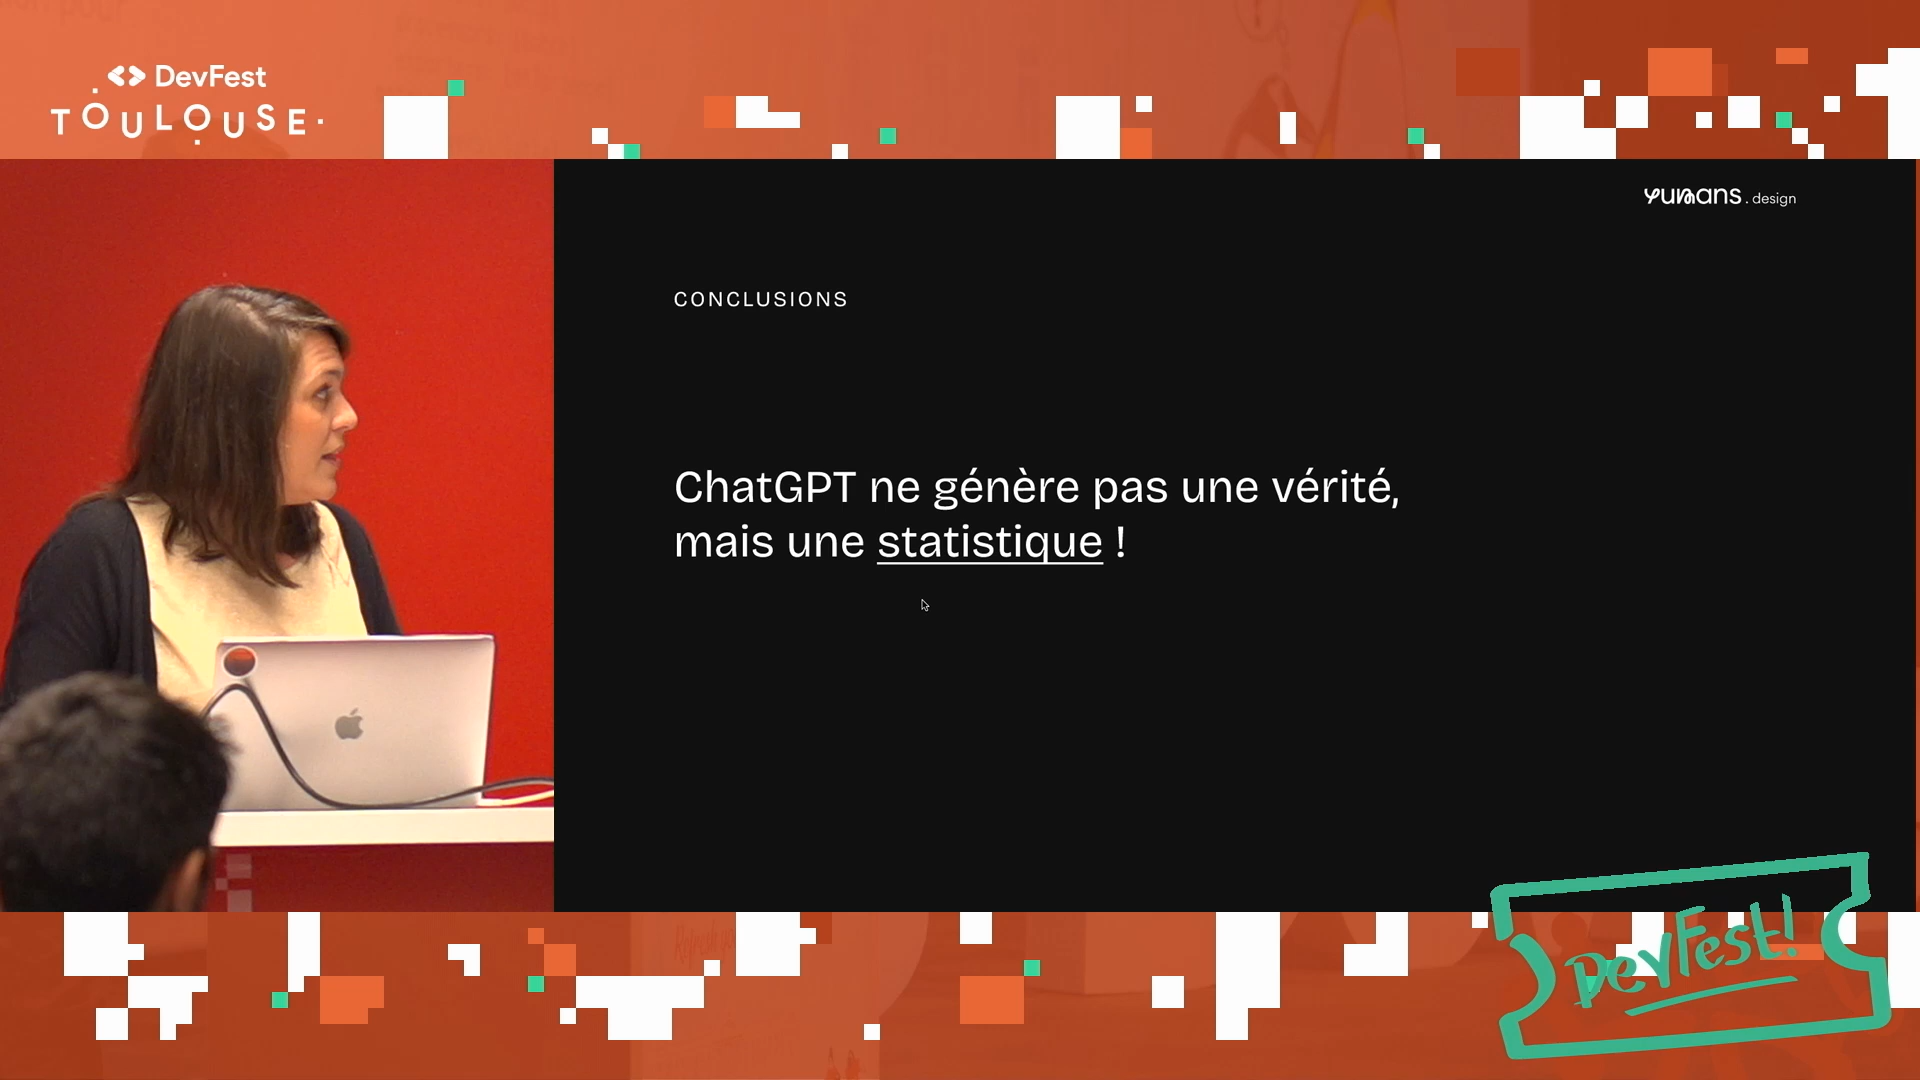 DevFest
TOULOUSE
yumans.design
CONCLUSIONS
ChatGPT ne génère pas une vérité,
mais une statistique !
DevFest!